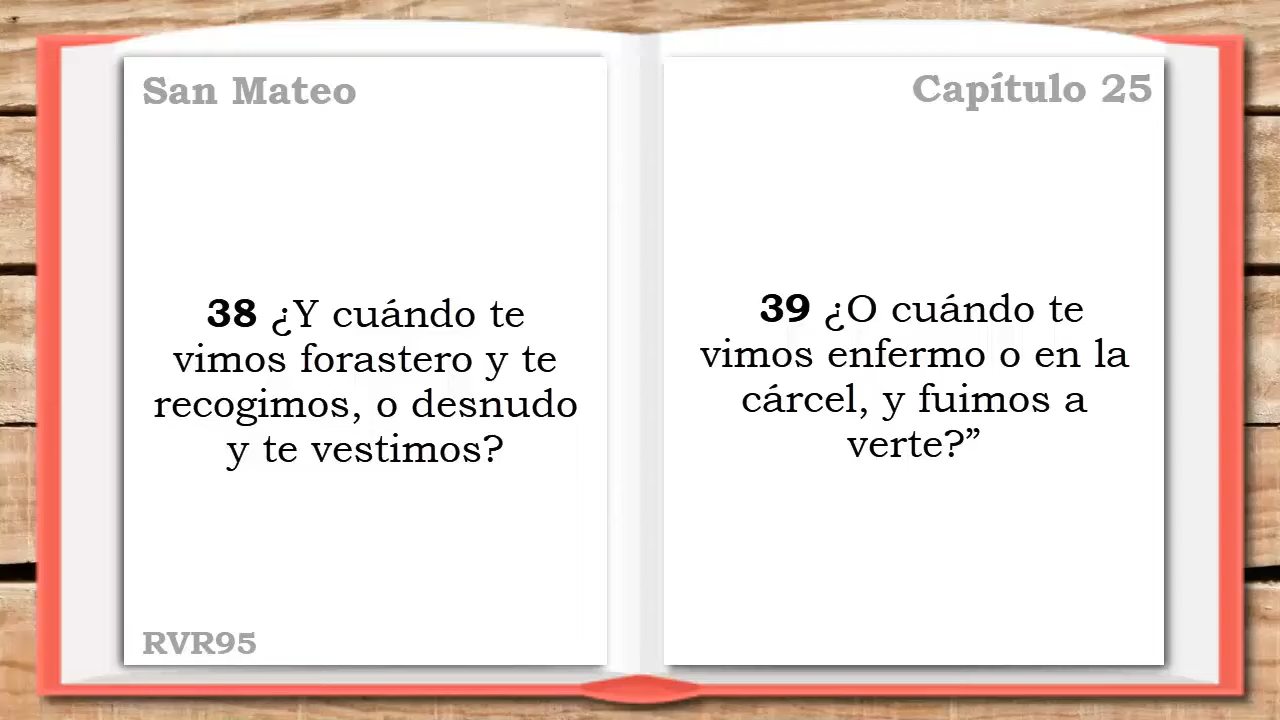 San Mateo
38 ¿Y cuándo te
vimos forastero y te
recogimos, o desnudo
y te vestimos?
RVR95
Capítulo 25
39 ¿O cuándo te
vimos enfermo o en la
cárcel, y fuimos a
verte?”